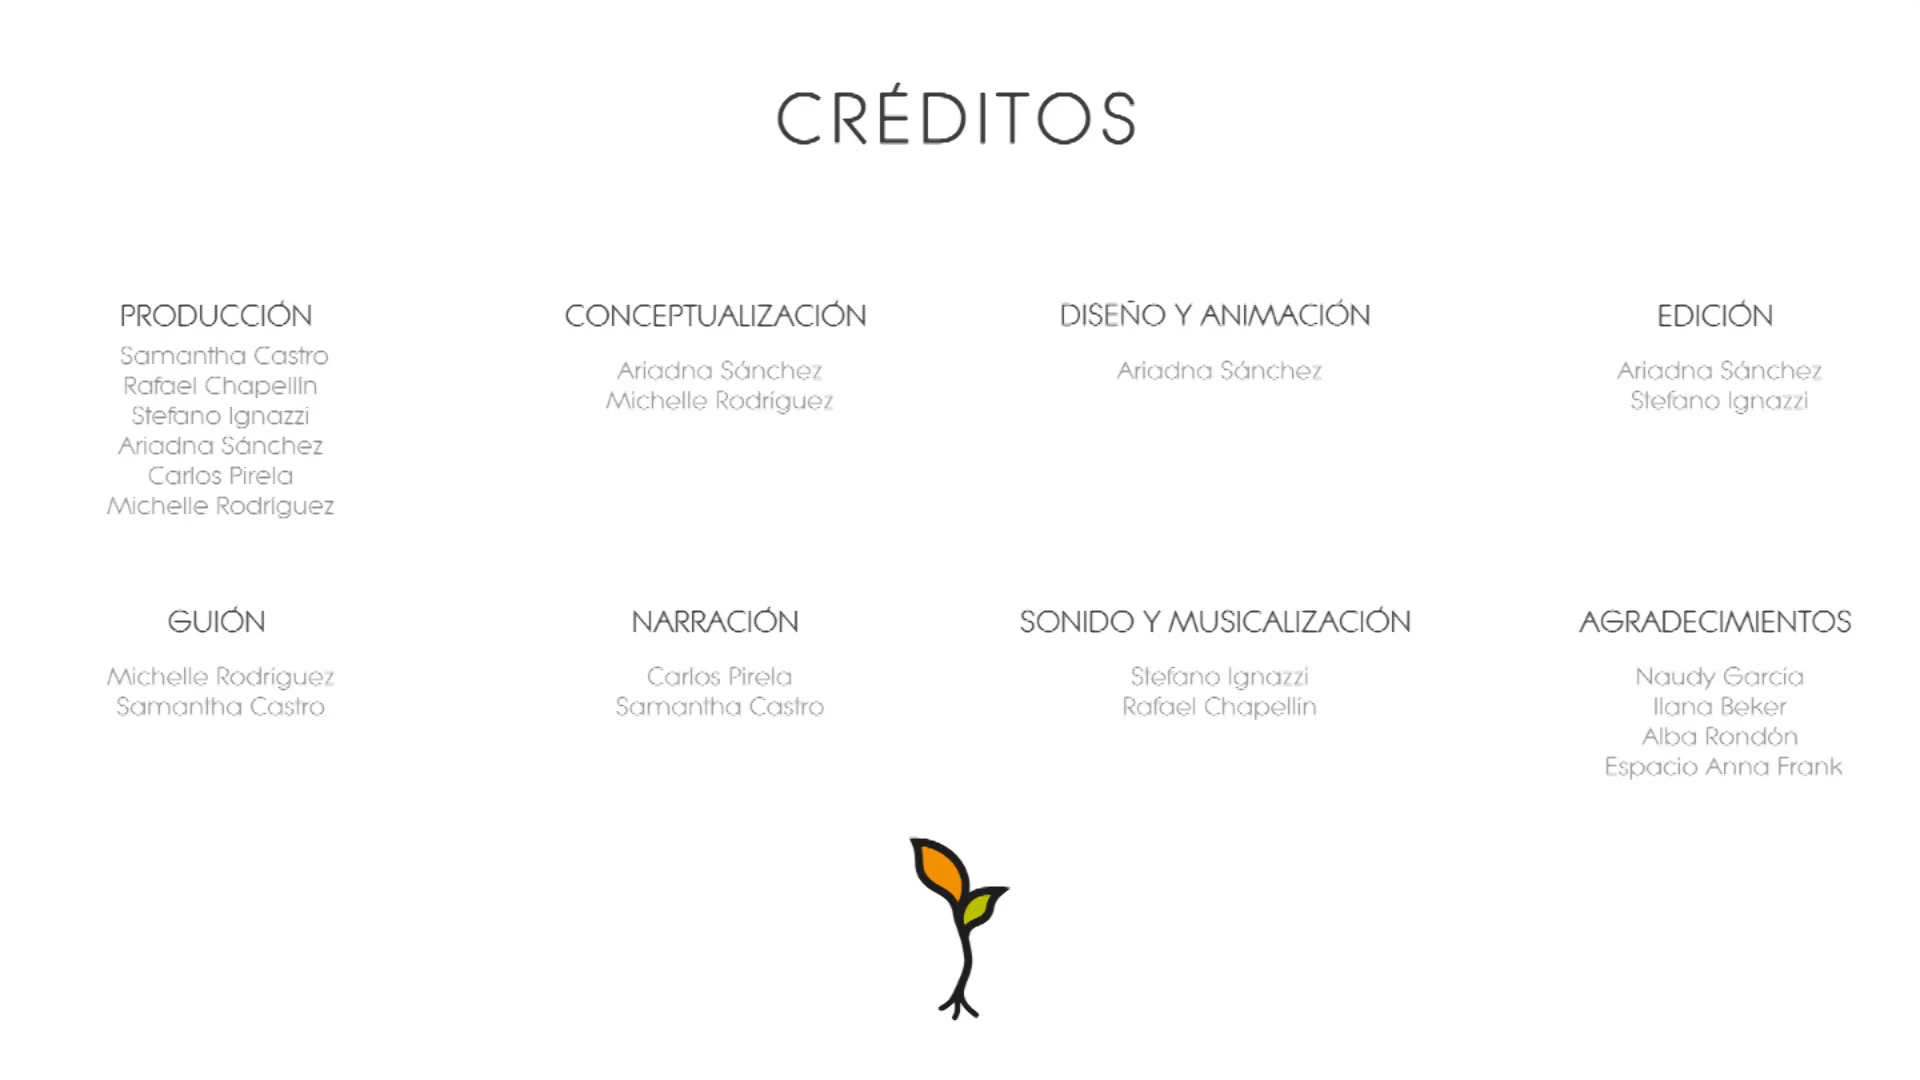 CRÉDITOS
PRODUCCIÓN
Samantha Castro
Rafael Chapellín
Stefano Ignazzi
Ariadna Sánchez
Carlos Pirela
Michelle Rodríguez
CONCEPTUALIZACIÓN
Ariadna Sánchez
Michelle Rodríguez
DISEÑO Y ANIMACIÓN
Ariadna Sánchez
EDICIÓN
Ariadna Sánchez
Stefano Ignazzi
GUIÓN
Michelle Rodríguez
Samantha Castro
NARRACIÓN
Carlos Pirela
Samantha Castro
SONIDO Y MUSICALIZACIÓN
Stefano Ignazzi
Rafael Chapellín
AGRADECIMIENTOS
Naudy García
Ilana Beker
Alba Rondón
Espacio Anna Frank